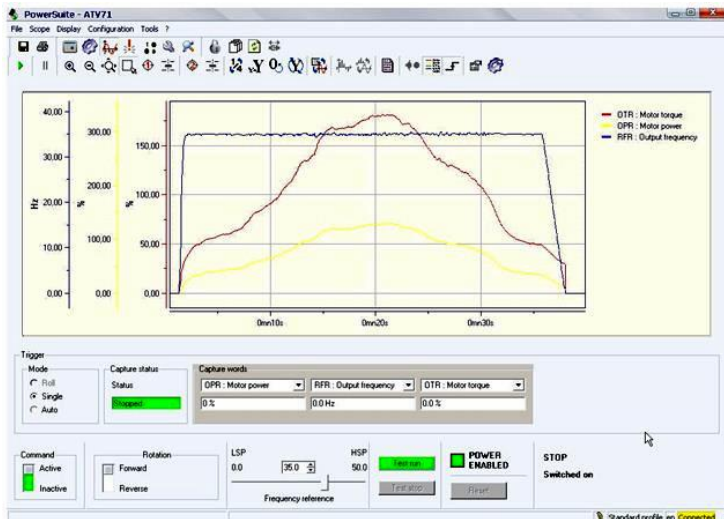 PowerSuite - ATV71
File Scope Display Configuration Tools ?
40,00
30,00
20,00
10,00
0,00
Hz
300,00
200,00
100,00
0,00
%
150,00
100,00
50,00
0,00
%
0mn10s
0mn20s
0mn30s
OTR : Motor torque
OPR : Motor power
RFR : Output frequency
Trigger
Mode
Roll
Single
Auto
Capture status
Status
Stopped
Capture words
OPR : Motor power
RFR : Output frequency
OTR : Motor torque
0 %
0.0 Hz
0.0 %
Command
Active
Inactive
Rotation
Forward
Reverse
LSP
HSP
0.0
35.0
50.0
Frequency reference
Test run
Test stop
POWER ENABLED
Reset
STOP
Switched on
Standard profile en Connected